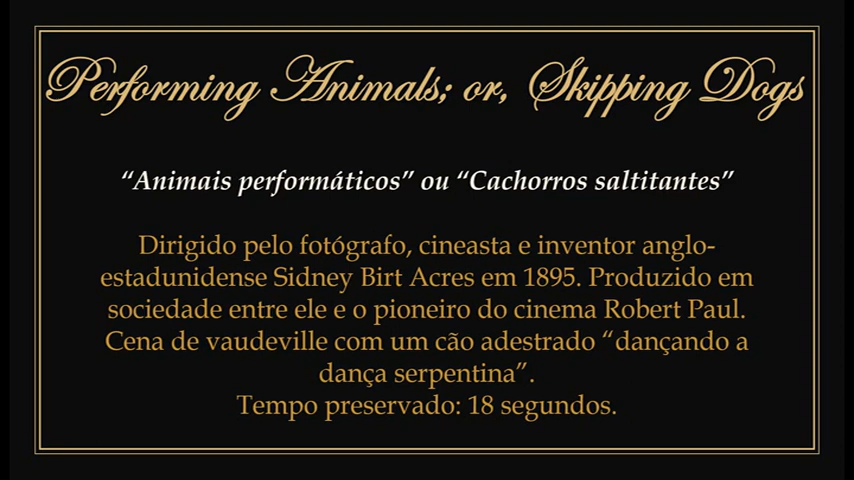 Performing Animals; or, Skipping Dogs
“Animais performáticos” ou “Cachorros saltitantes”
Dirigido pelo fotógrafo, cineasta e inventor anglo-
estadunidense Sidney Birt Acres em 1895. Produzido em
sociedade entre ele e o pioneiro do cinema Robert Paul.
Cena de vaudeville com um cão adestrado “dançando a
dança serpentina”.
Tempo preservado: 18 segundos.